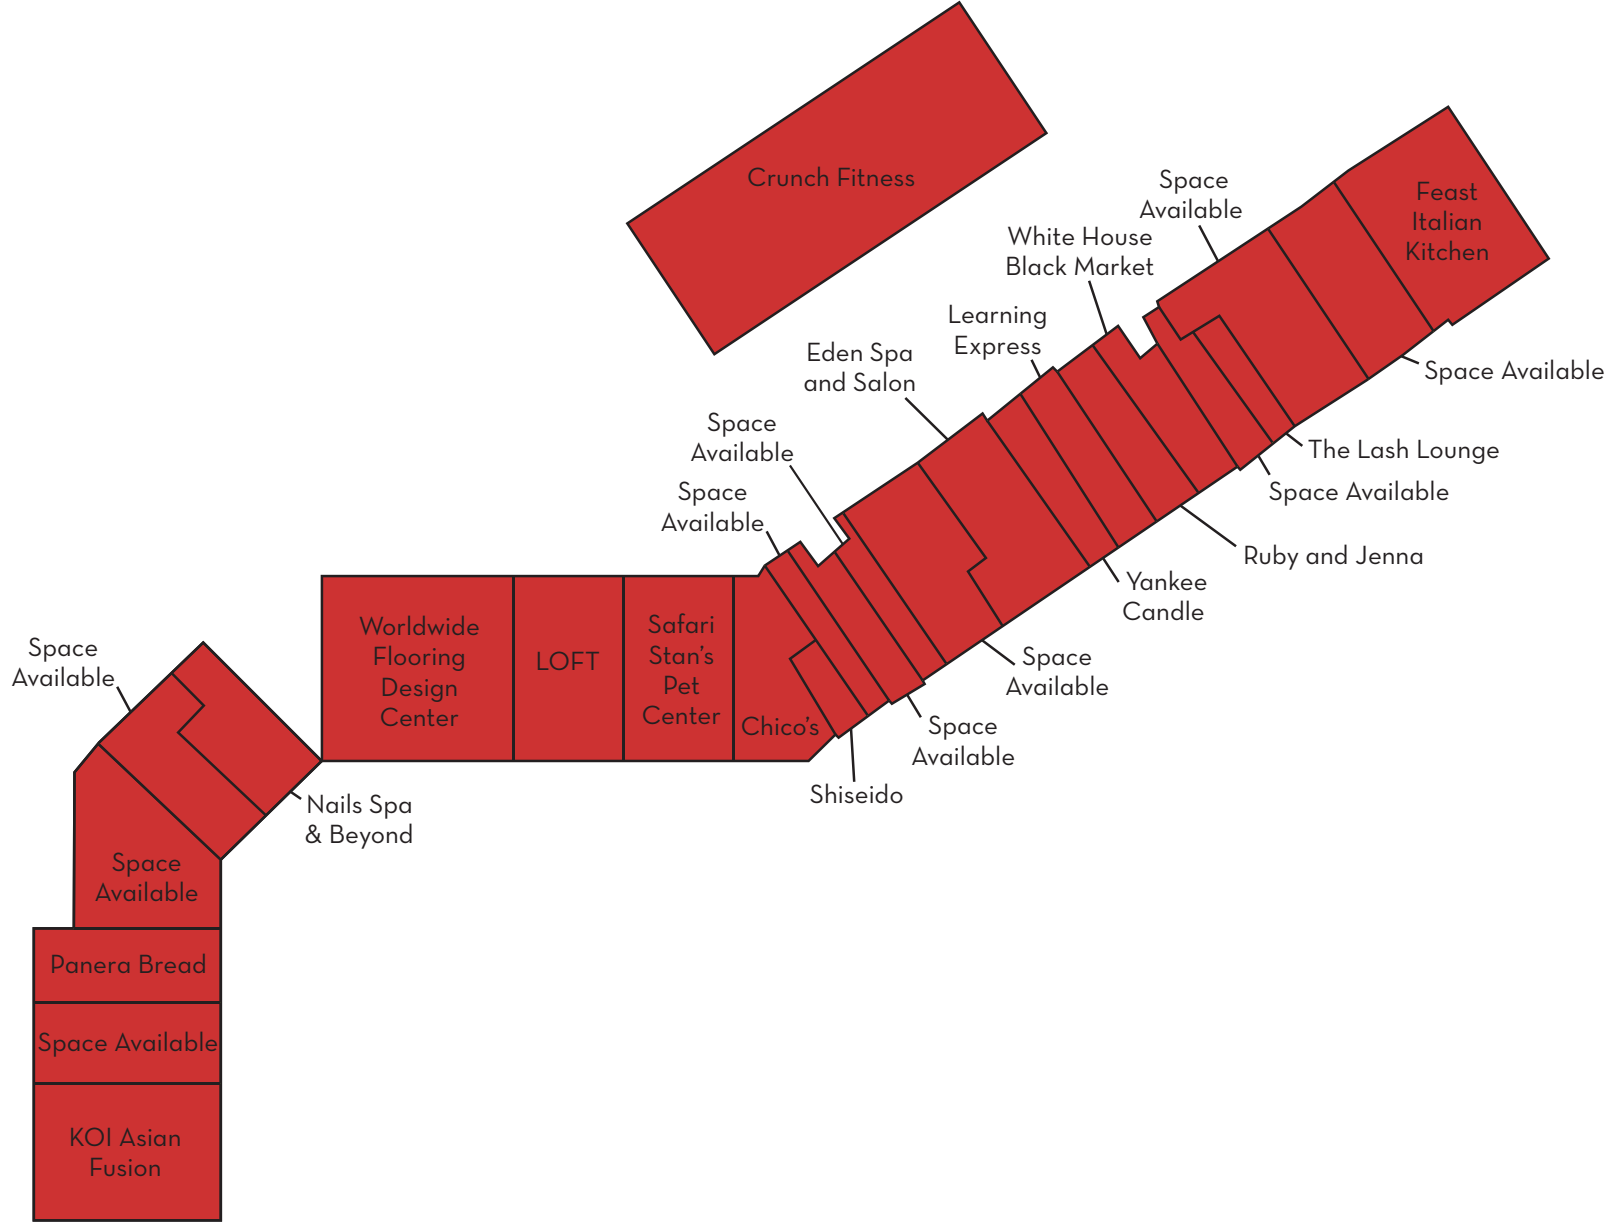 Crunch Fitness
Space
Available
Feast
Italian
Kitchen
White House
Black Market
Learning
Express
Eden Spa
and Salon
Space Available
Space
Available
The Lash Lounge
Space Available
Space
Available
Ruby and Jenna
Yankee
Candle
Worldwide
Flooring
Design
Center
LOFT
Safari
Stan's
Pet
Center
Chico's
Space
Available
Space
Available
Shiseido
Space
Available
Nails Spa
& Beyond
Space
Available
Panera Bread
Space Available
KOI Asian
Fusion